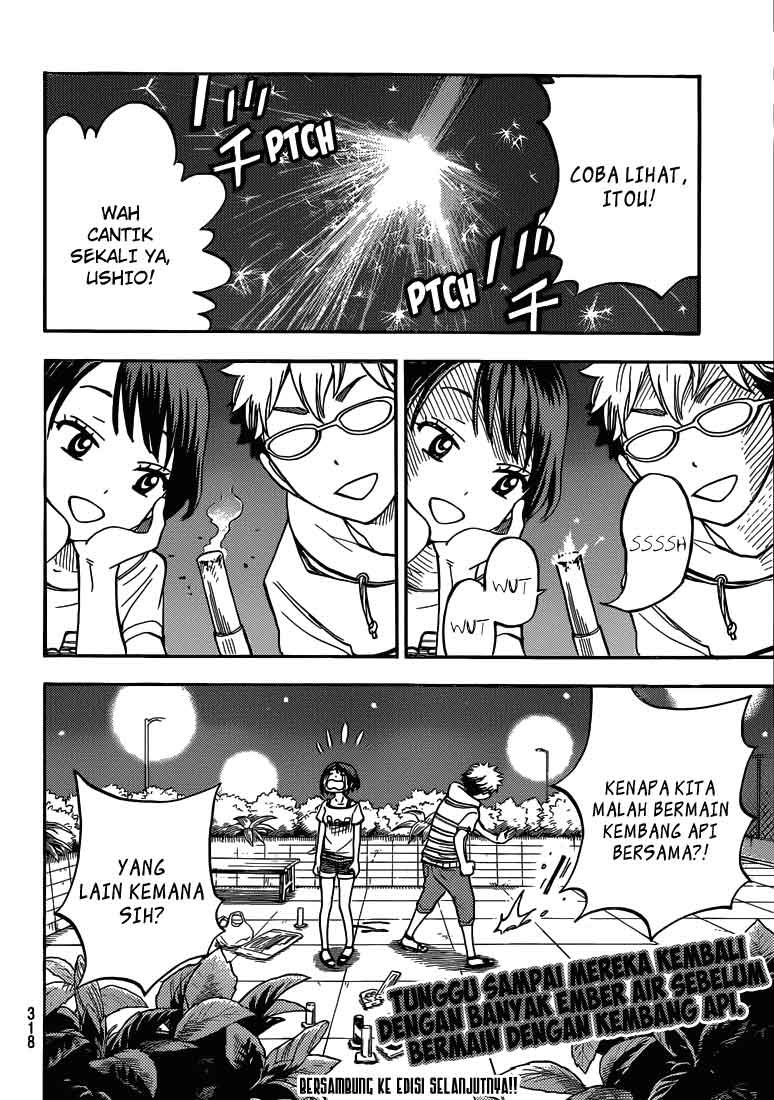 COBA LIHAT,
ITOU!
チ
PTCH
WAH
CANTIK
SEKALI YA,
USHIO!
チ
PTCH
SSSSH
WUT
WUT
KENAPA KITA
MALAH BERMAIN
KEMBANG API
BERSAMA?!
YANG
LAIN KEMANA
SIH?
TUNGGU SAMPAI MEREKA KEMBALI
DENGAN BANYAK EMBER AIR SEBELUM
BERMAIN DENGAN KEMBANG API.
318
BERSAMBUNG KE EDISI SELANJUTNYA!!